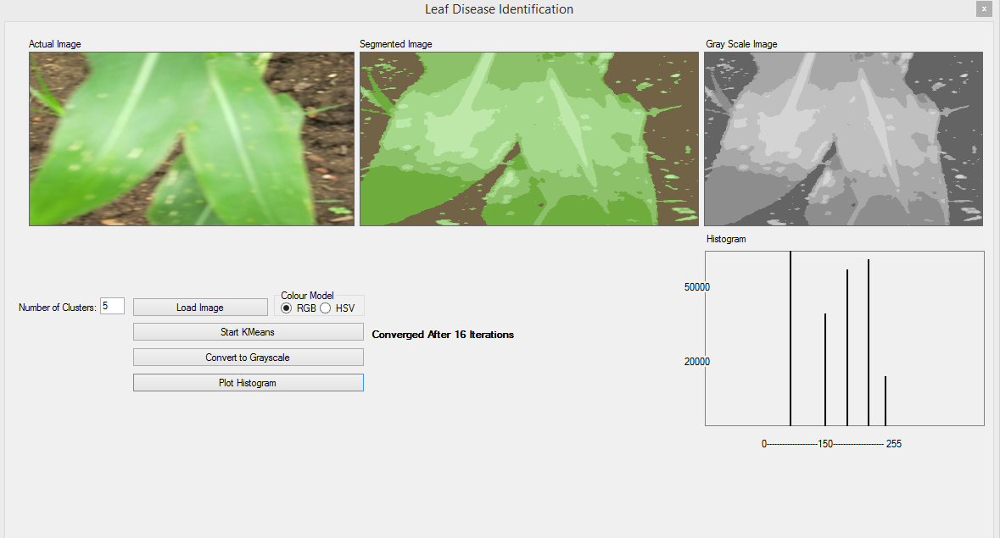 Leaf Disease Identification
x
Actual Image
Segmented Image
Gray Scale Image
Histogram
50000
20000
0--------------------150-------------------- 255
Number of Clusters:
5
Load Image
Colour Model
RGB
HSV
Start KMeans
Converged After 16 Iterations
Convert to Grayscale
Plot Histogram